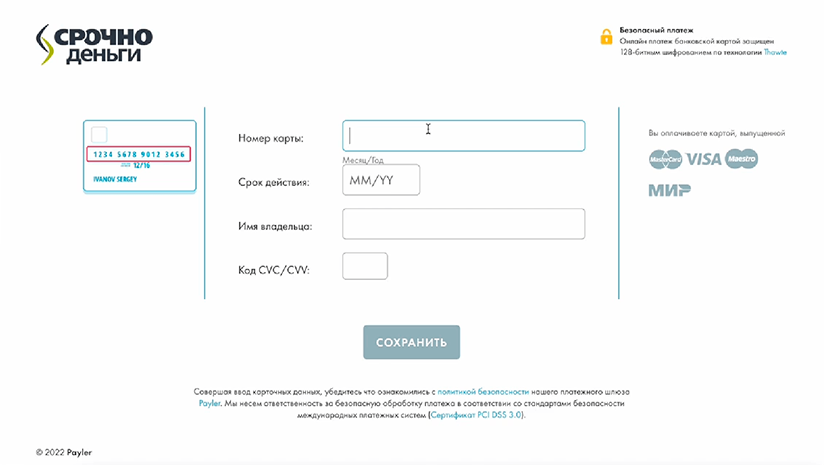 СРОЧНО
ДЕНЬГИ
Безопасный платеж
Онлайн платеж банковской картой защищен
128-битным шифрованием по технологии Thawte
1234 5678 9012 3456
12/16
IVANOV SERGEY
Номер карты:
Месяц/Год
Срок действия:
MM/YY
Имя владельца:
Код CVC/CVV:
Вы оплачиваете картой, выпущенной
MasterCard VISA Maestro
МИР
СОХРАНИТЬ
Совершая ввод карточных данных, убедитесь что ознакомились с политикой безопасности нашего платежного шлюза
Payler. Мы несем ответственность за безопасную обработку платежа в соответствии со стандартами безопасности
международных платежных систем (Сертификат PCI DSS 3.0).
© 2022 Payler